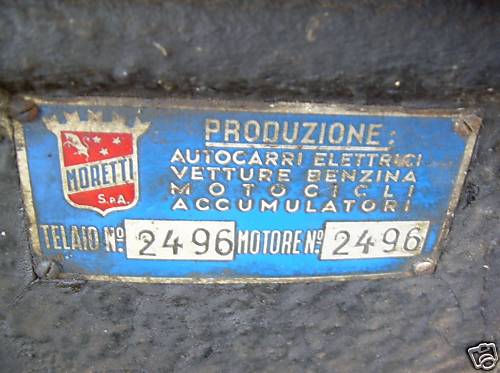 MORETTI
S.P.A.
PRODUZIONE:
AUTOCARRI ELETTRICI
VETTURE BENZINA
MOTOCICLI
ACCUMULATORI
TELAIO Nº 2496 MOTORE Nº 2496